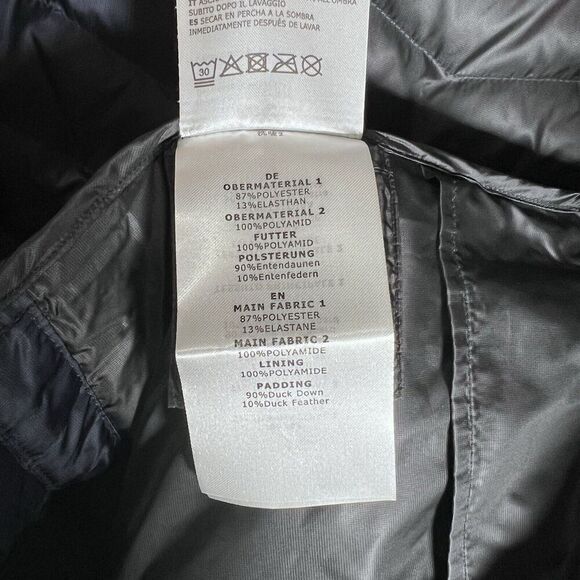 SUBITO DOPO IL LAVAGGIO
ES SECAR EN PERCHA A LA SOMBRA
INMEDIATAMENTE DESPUÉS DE LAVAR
30
DE
OBERMATERIAL 1
87%POLYESTER
13%ELASTHAN
OBERMATERIAL 2
100%POLYAMID
FUTTER
100%POLYAMID
POLSTERUNG
90%Entendaunen
10%Entenfedern
EN
MAIN FABRIC 1
87%POLYESTER
13%ELASTANE
MAIN FABRIC 2
100%POLYAMIDE
LINING
100%POLYAMIDE
PADDING
90%Duck Down
10%Duck Feather